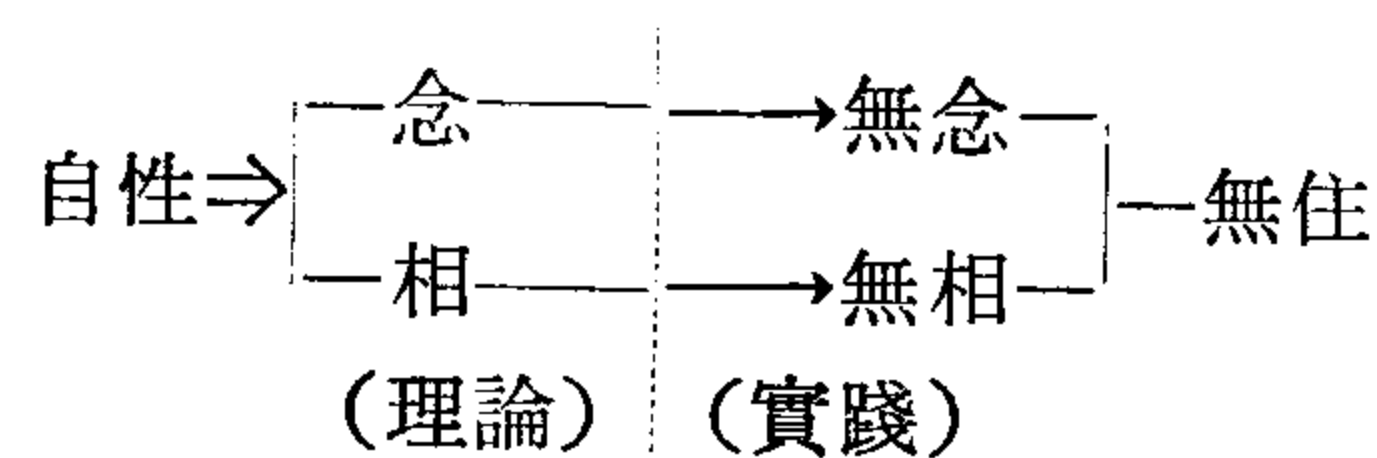 念 無念
自性 無住
相 無相
(理論) (實踐)